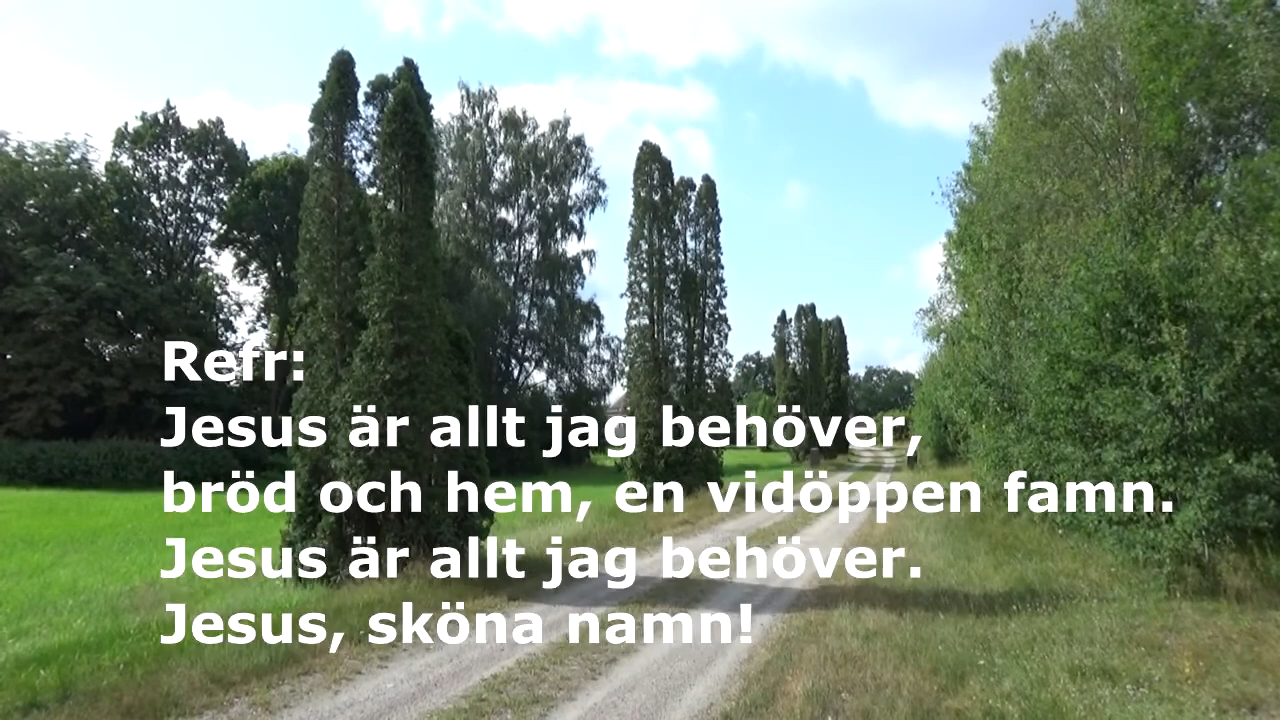 Refr:
Jesus är allt jag behöver,
bröd och hem, en vidöppen famn.
Jesus är allt jag behöver.
Jesus, sköna namn!